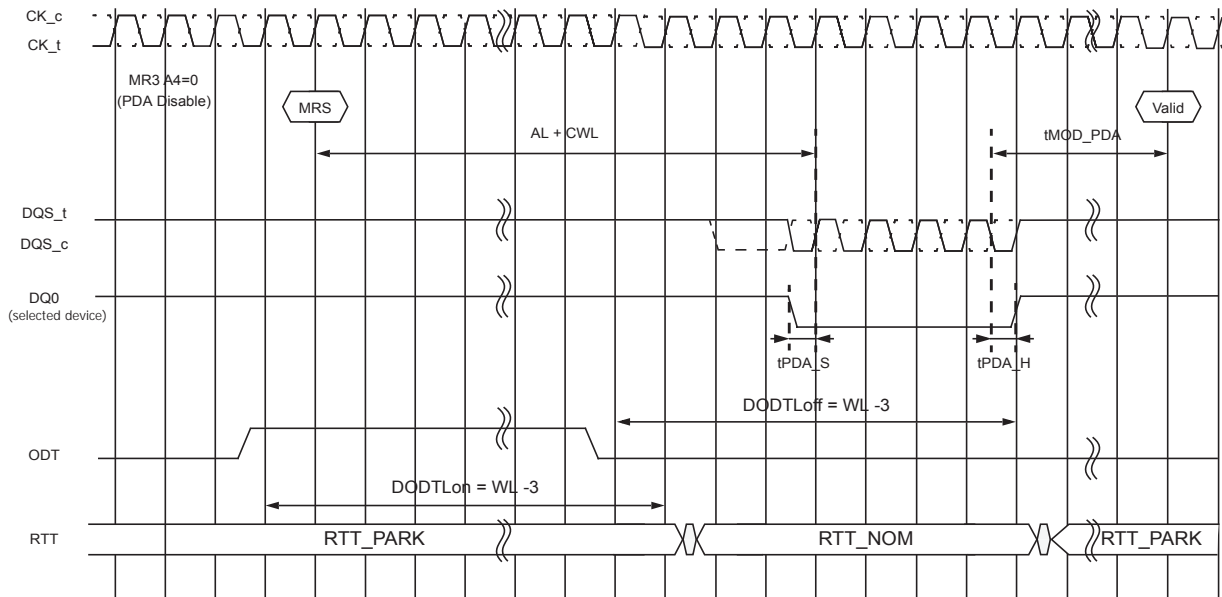 CK_c
CK_t
MR3 A4=0
(PDA Disable)
MRS
Valid
AL + CWL
tMOD_PDA
DQS_t
DQS_c
DQ0
(selected device)
tPDA_S
tPDA_H
DODTLoff = WL -3
ODT
DODTLon = WL -3
RTT
RTT_PARK
RTT_NOM
RTT_PARK